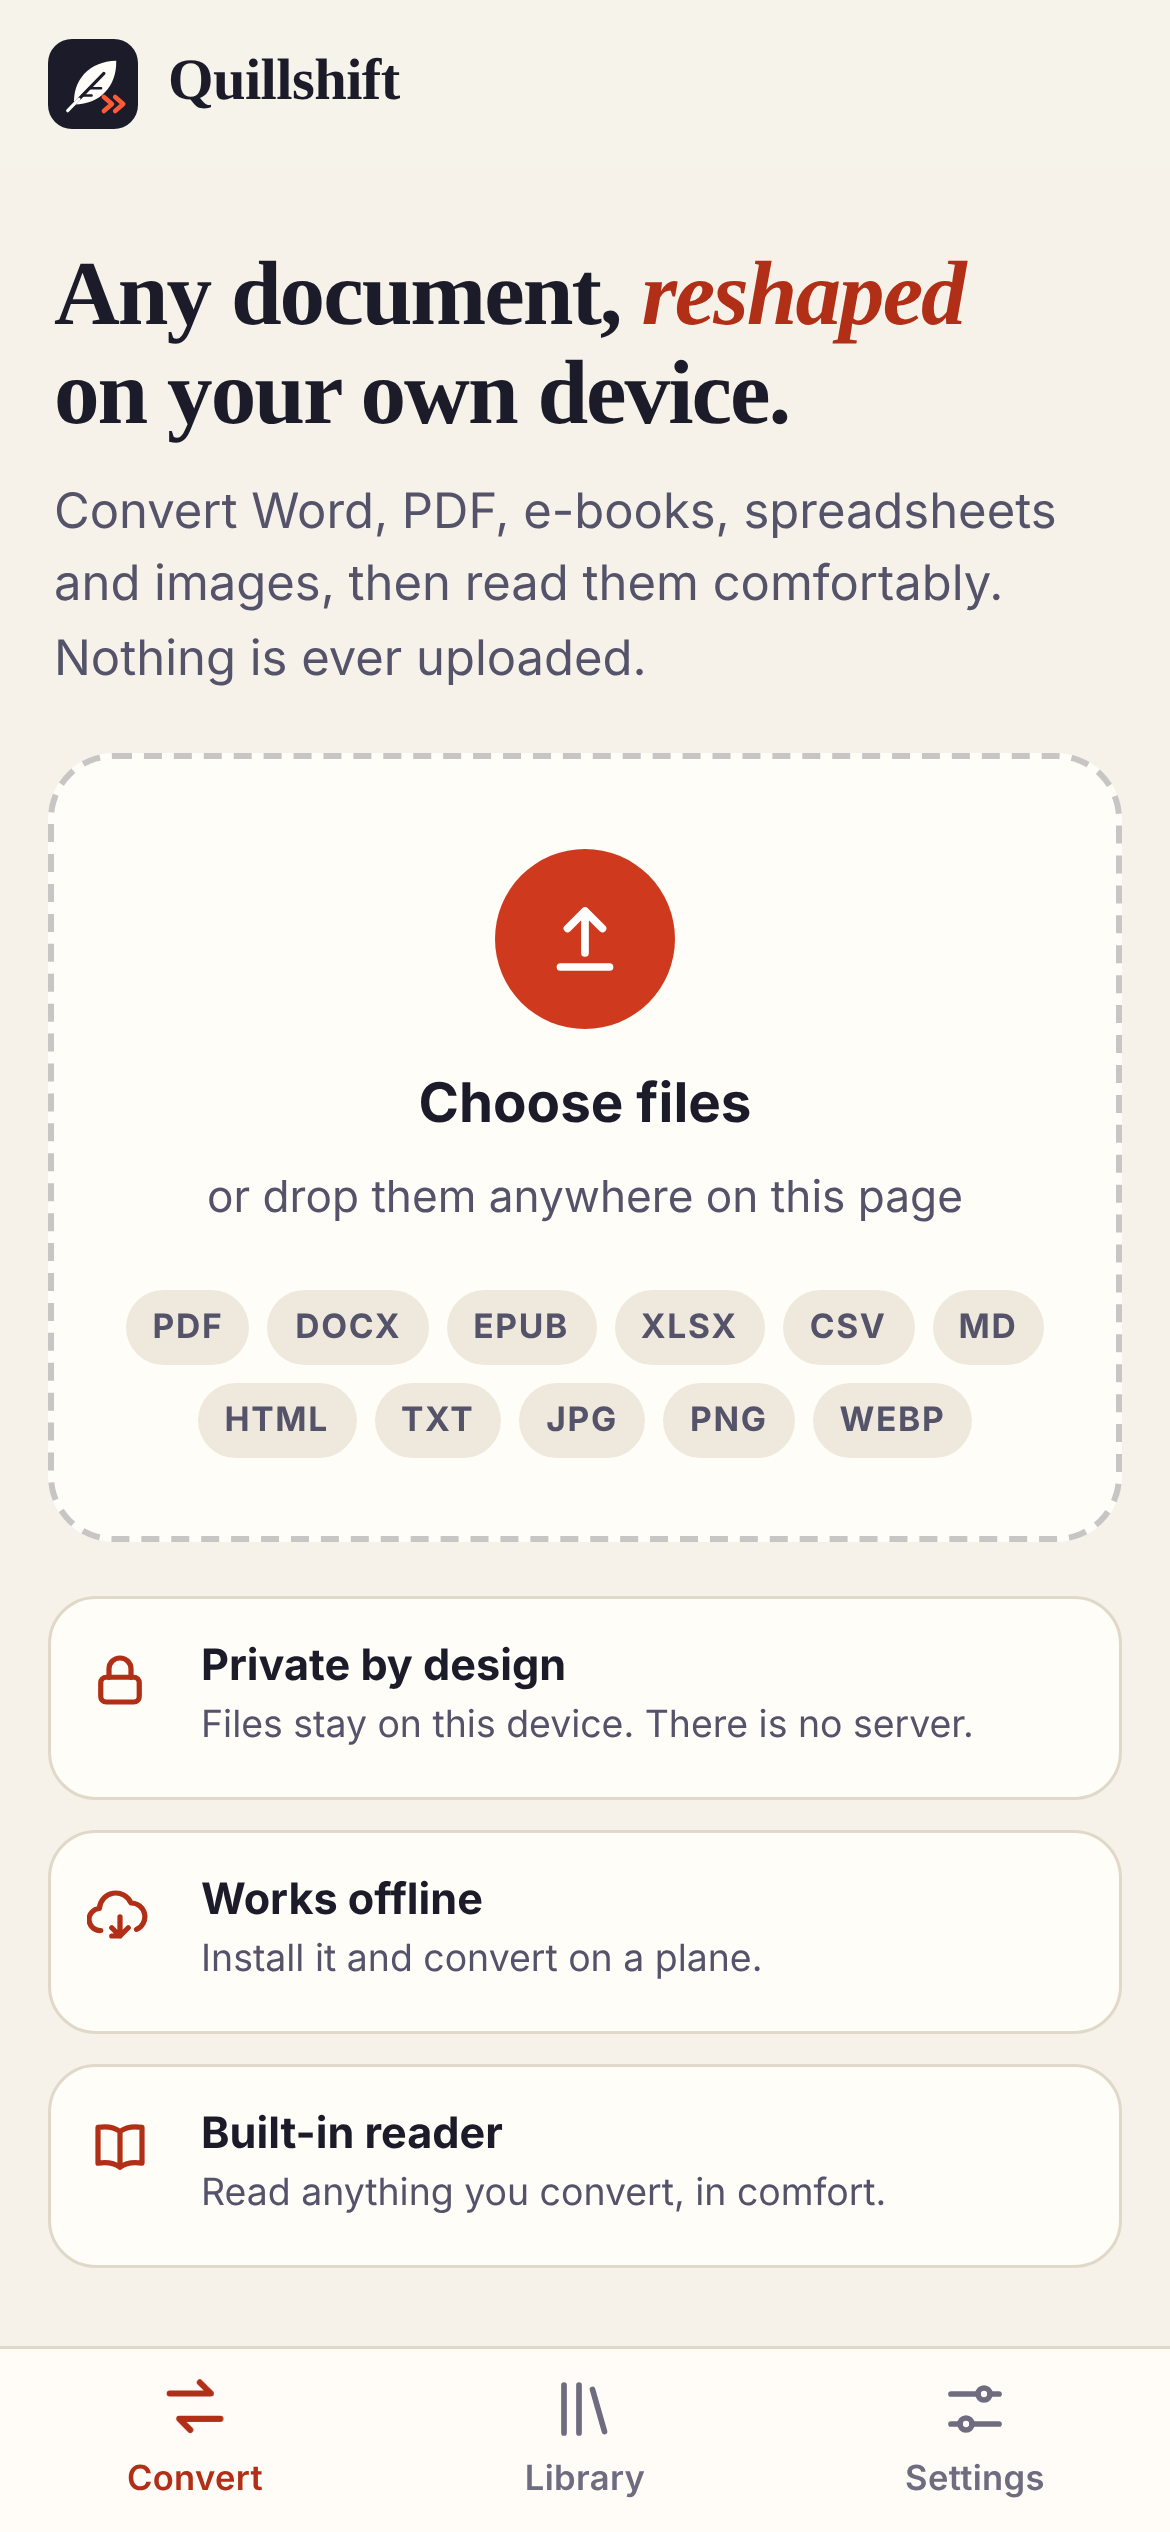 Quillshift
Any document, reshaped
on your own device.
Convert Word, PDF, e-books, spreadsheets
and images, then read them comfortably.
Nothing is ever uploaded.
Choose files
or drop them anywhere on this page
PDF DOCX EPUB XLSX CSV MD
HTML TXT JPG PNG WEBP
Private by design
Files stay on this device. There is no server.
Works offline
Install it and convert on a plane.
Built-in reader
Read anything you convert, in comfort.
Convert Library Settings